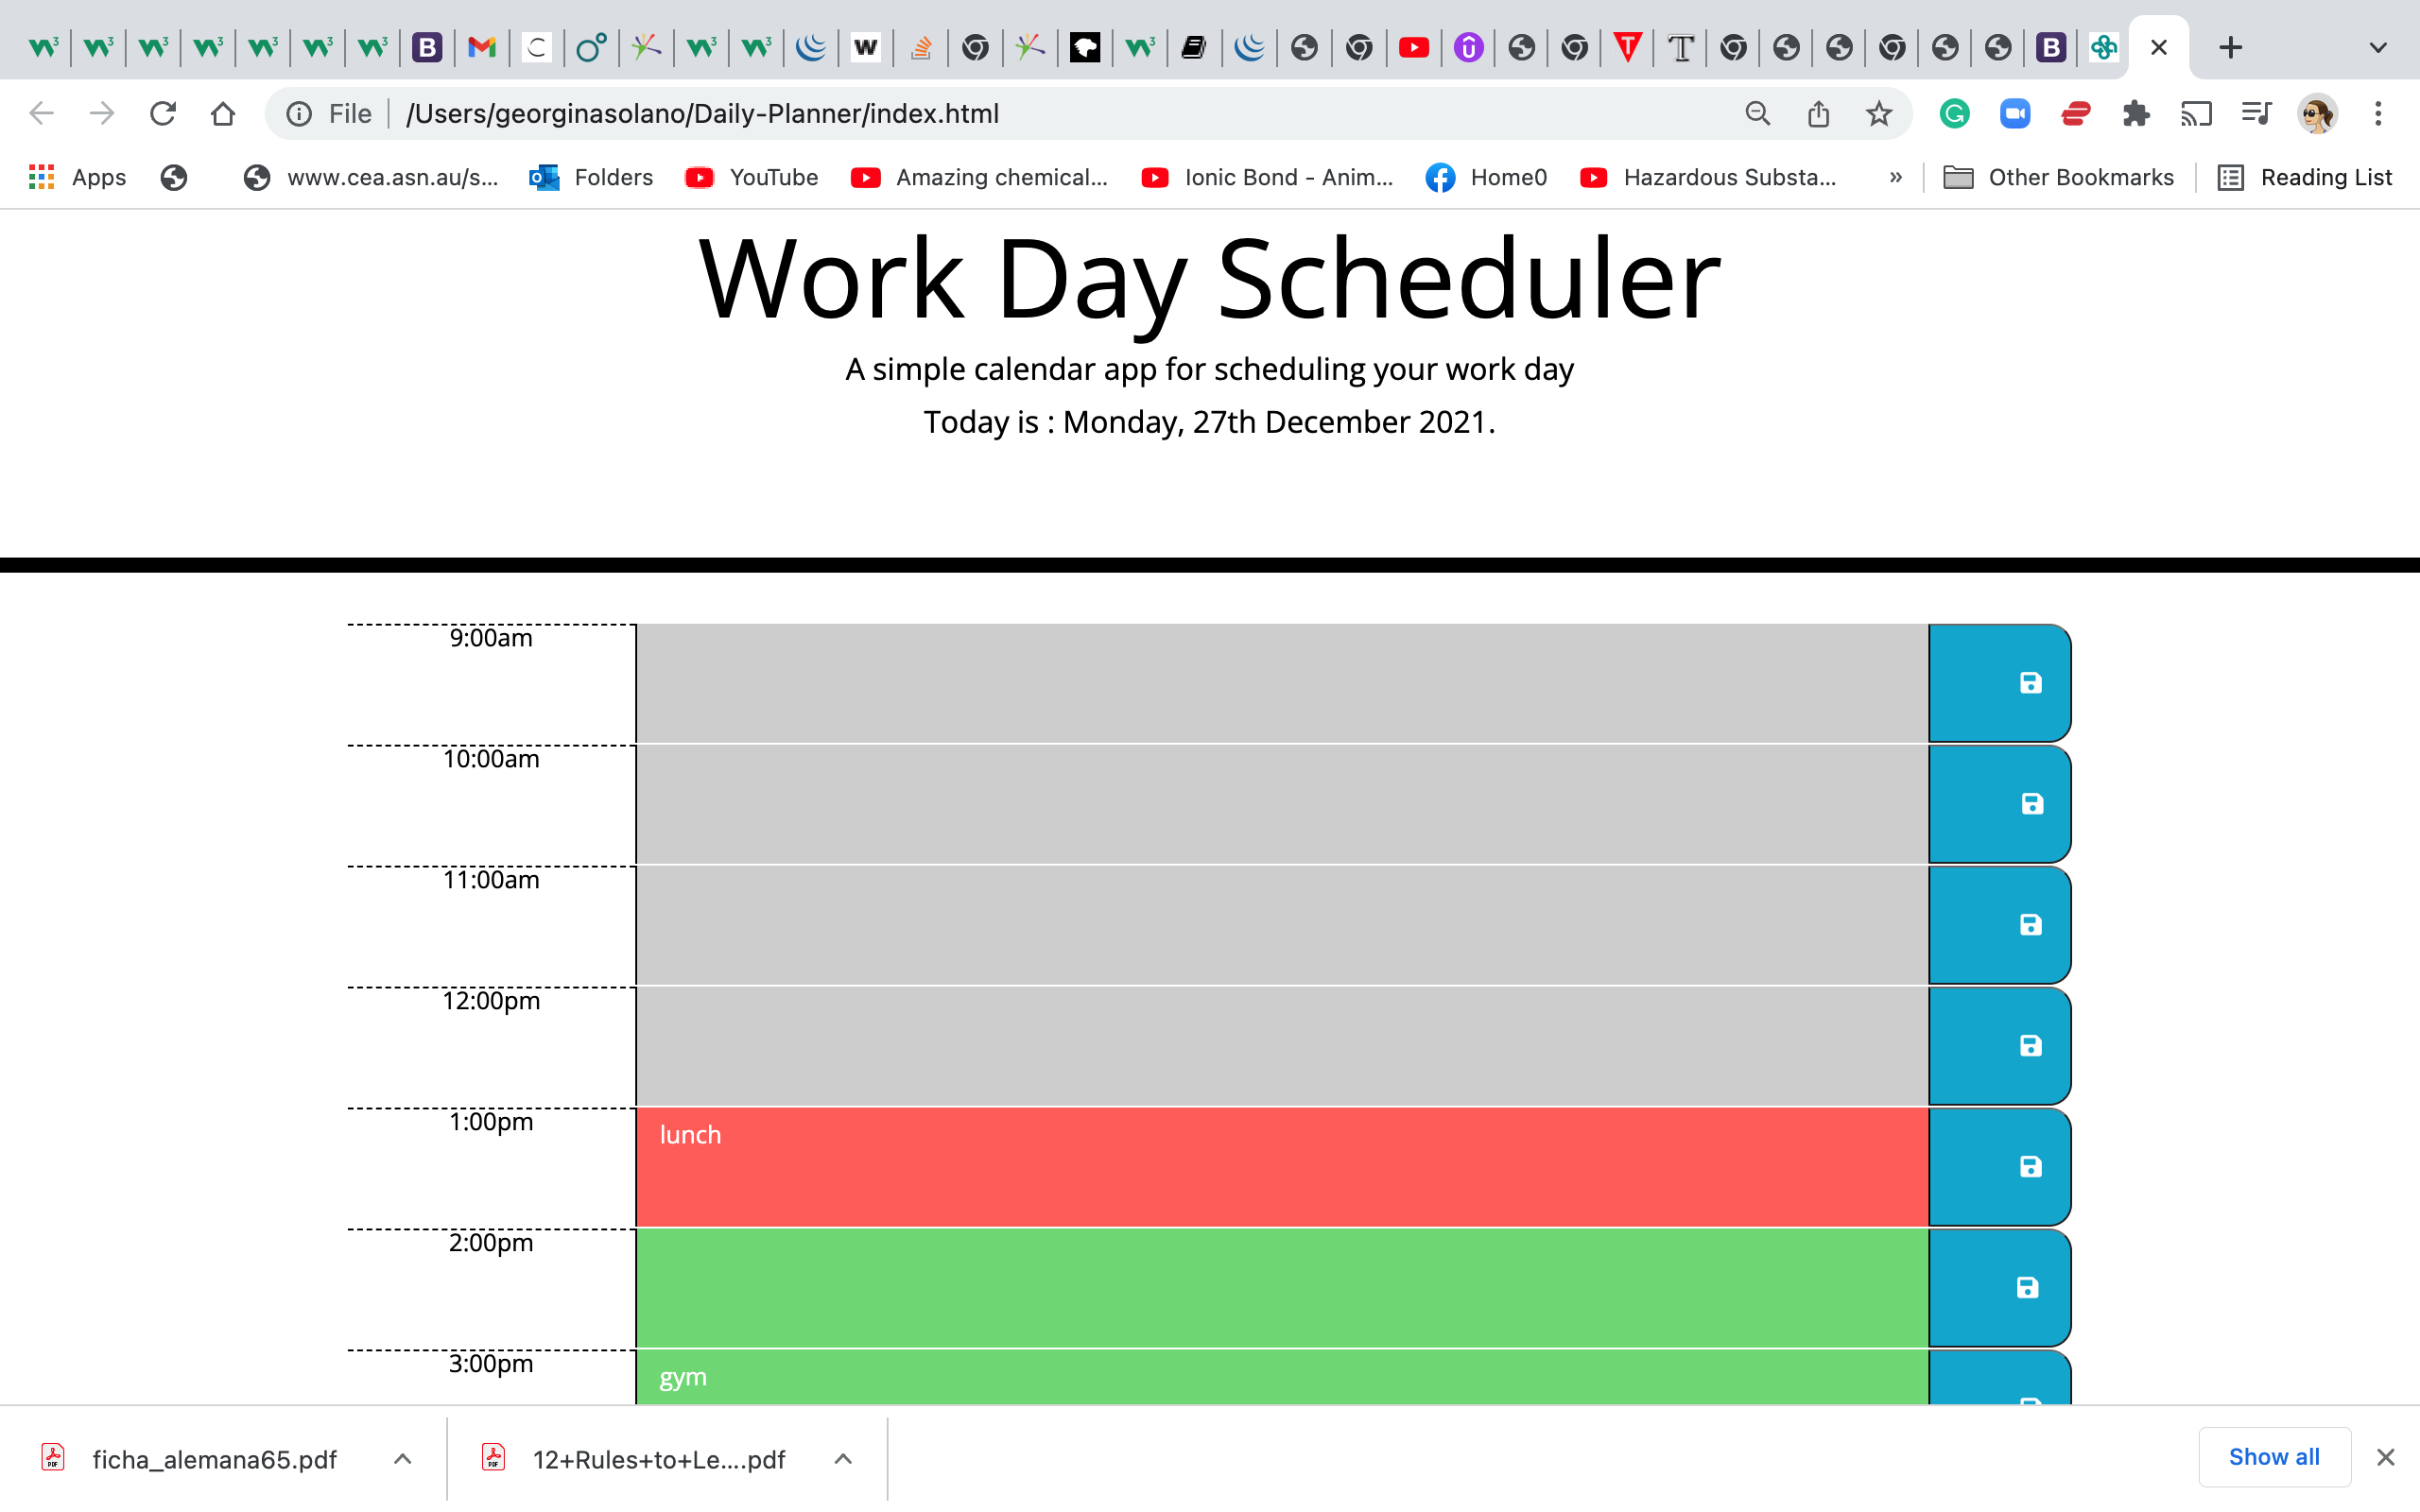 File /Users/georginasolano/Daily-Planner/index.html
Apps www.cea.asn.au/s... Folders YouTube Amazing chemical... Ionic Bond - Anim... Home0 Hazardous Substa... » Other Bookmarks Reading List
Work Day Scheduler
A simple calendar app for scheduling your work day
Today is : Monday, 27th December 2021.
9:00am
10:00am
11:00am
12:00pm
1:00pm lunch
2:00pm
3:00pm gym
ficha_alemana65.pdf 12+Rules+to+Le....pdf Show all